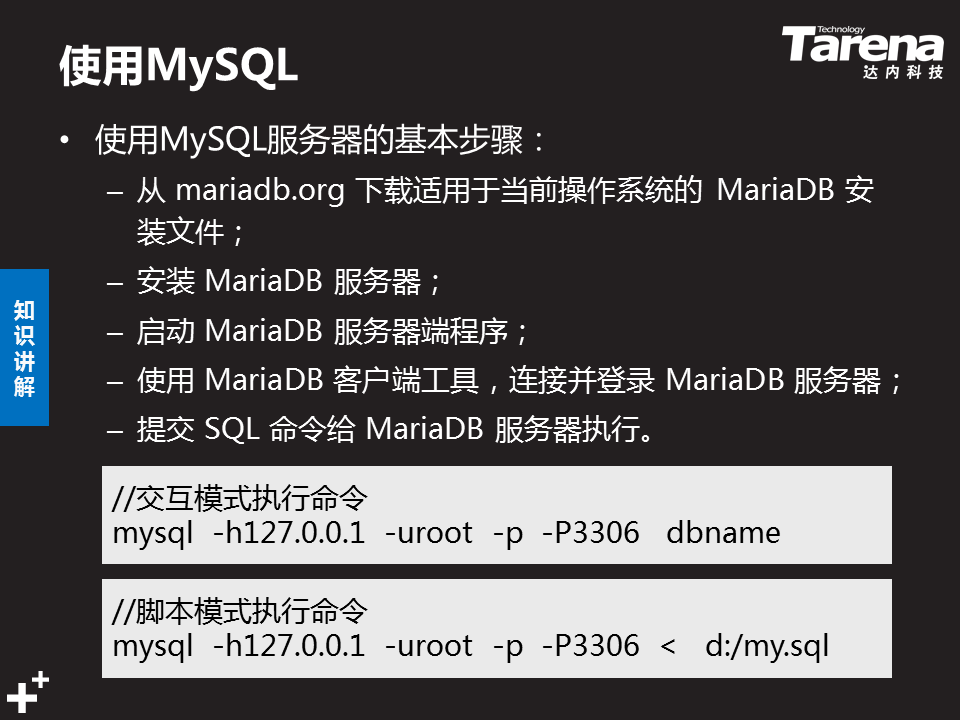 使用MySQL
Technology
Tarena
达内科技
• 使用MySQL服务器的基本步骤：
– 从 mariadb.org 下载适用于当前操作系统的 MariaDB 安
装文件；
– 安装 MariaDB 服务器；
– 启动 MariaDB 服务器端程序；
– 使用 MariaDB 客户端工具，连接并登录 MariaDB 服务器；
– 提交 SQL 命令给 MariaDB 服务器执行。
知
识
讲
解
//交互模式执行命令
mysql -h127.0.0.1 -uroot -p -P3306 dbname
//脚本模式执行命令
mysql -h127.0.0.1 -uroot -p -P3306 < d:/my.sql